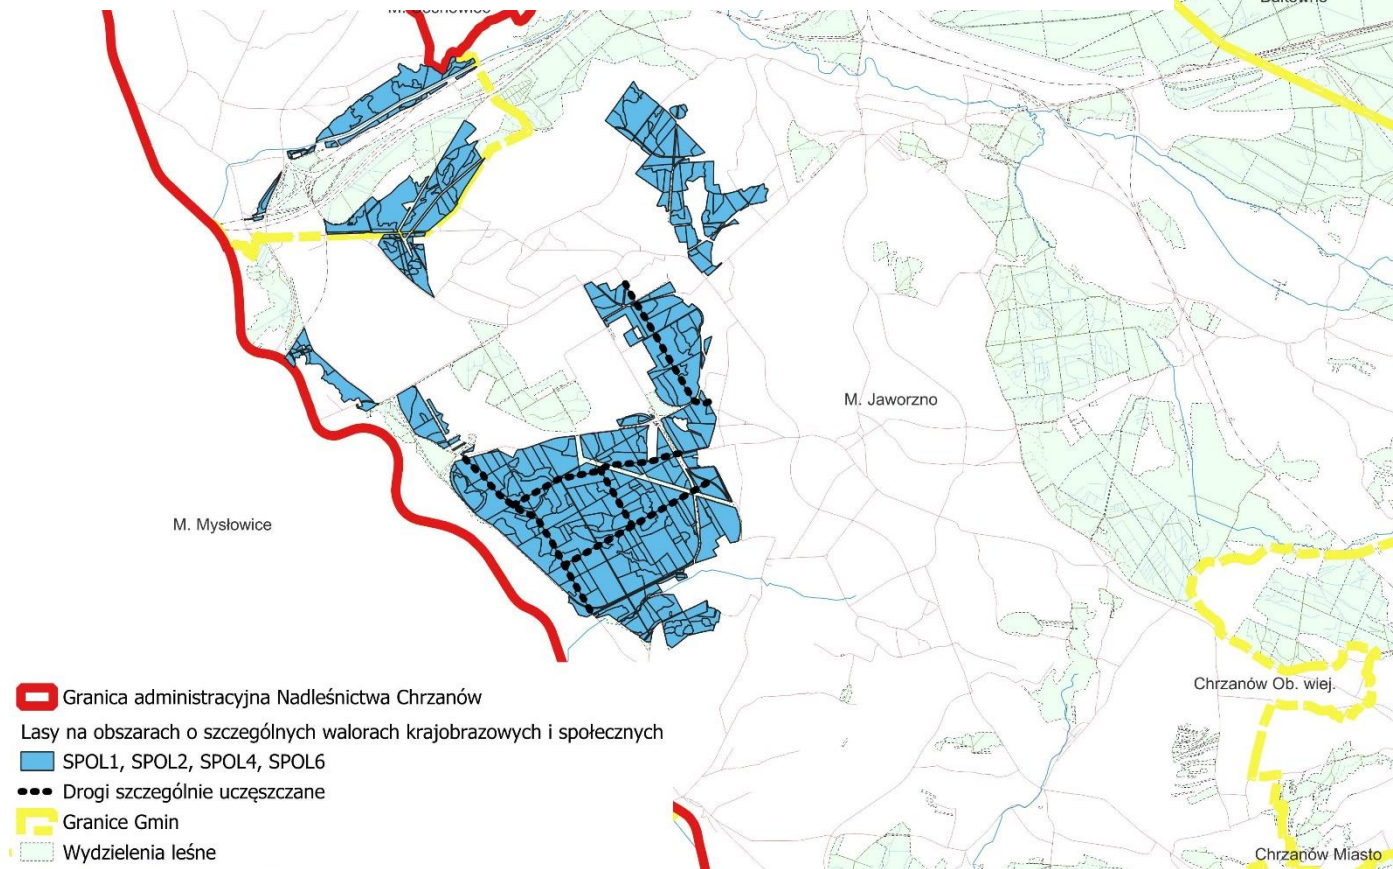 M. Jaworzno
M. Mysłowice
Chrzanów Ob. wiej.
Granica administracyjna Nadleśnictwa Chrzanów
Lasy na obszarach o szczególnych walorach krajobrazowych i społecznych
SPOL1, SPOL2, SPOL4, SPOL6
Drogi szczególnie uczęszczane
Granice Gmin
Wydzielenia leśne
Chrzanów Miasto